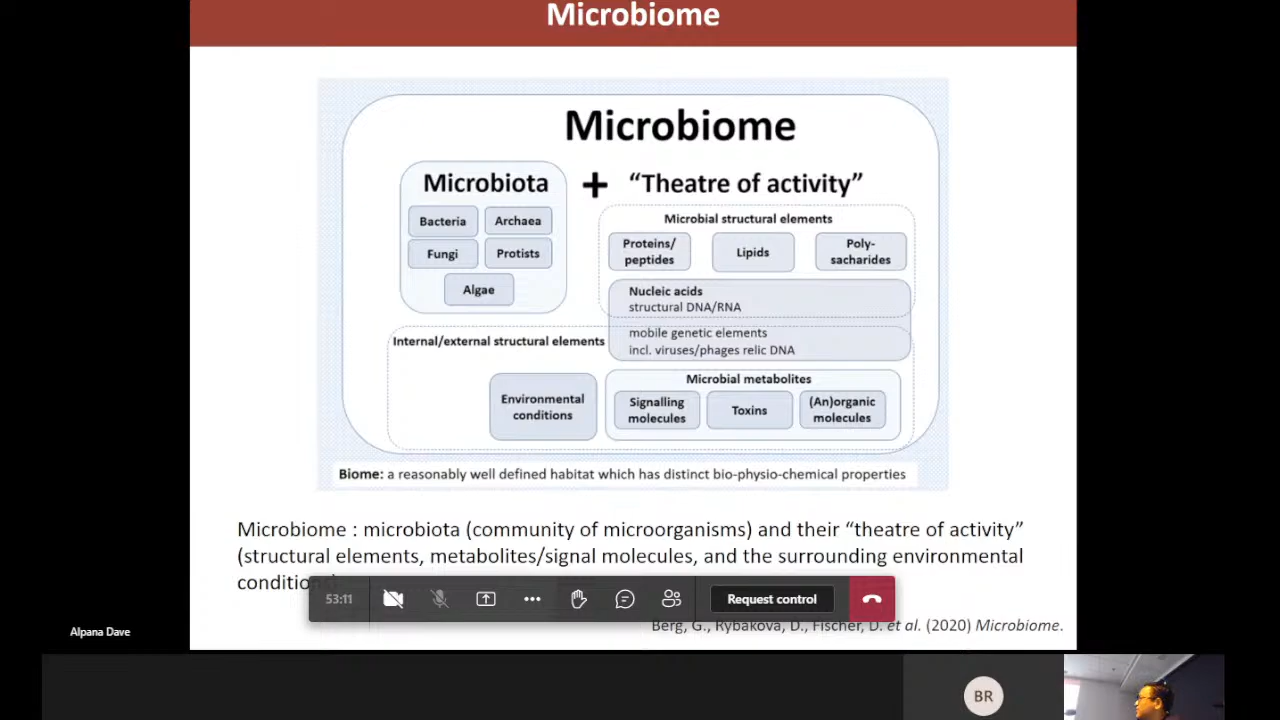 Microbiome
Microbiome
Microbiota + “Theatre of activity”
Bacteria Archaea
Fungi Protists
Algae
Microbial structural elements
Proteins/
peptides
Lipids
Poly-
sacharides
Nucleic acids
structural DNA/RNA
mobile genetic elements
incl. viruses/phages relic DNA
Internal/external structural elements
Environmental
conditions
Microbial metabolites
Signalling
molecules
Toxins
(An)organic
molecules
Biome: a reasonably well defined habitat which has distinct bio-physio-chemical properties
Microbiome : microbiota (community of microorganisms) and their “theatre of activity”
(structural elements, metabolites/signal molecules, and the surrounding environmental
53:11
Request control
Berg, G., Rybakova, D., Fischer, D. et al. (2020) Microbiome.
Alpana Dave
BR